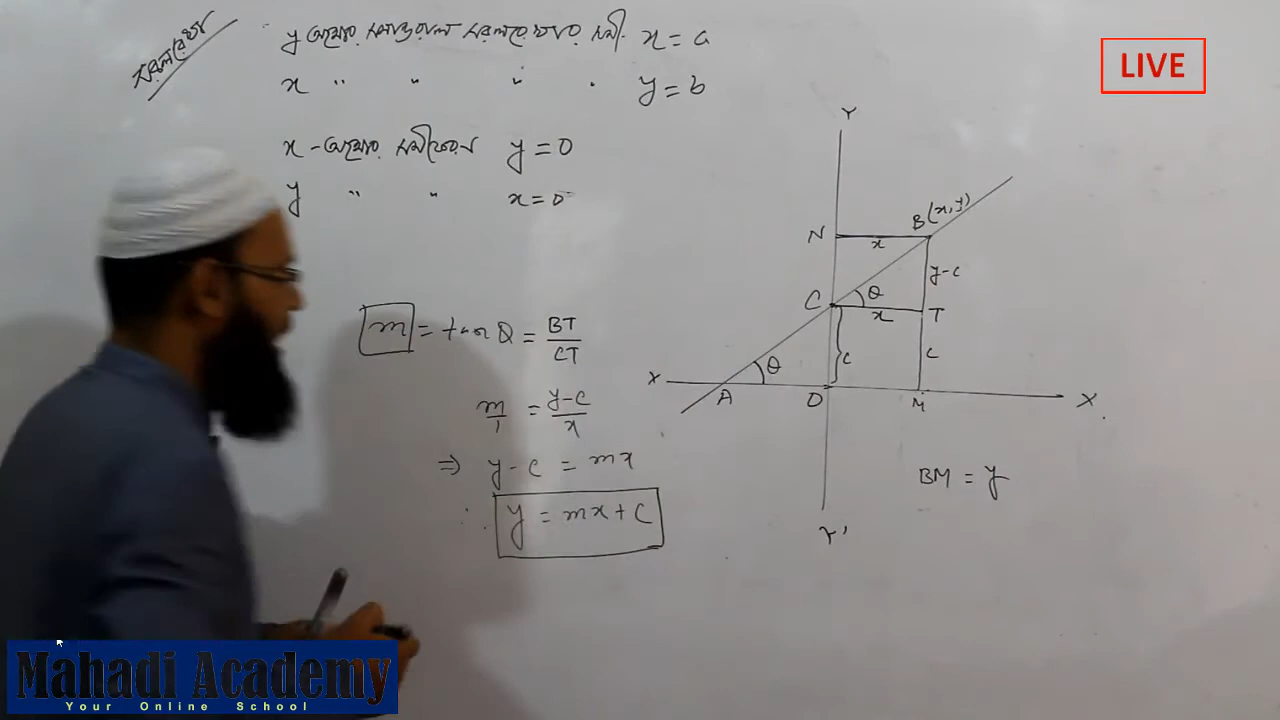 সরলরেখা
y অক্ষের সমান্তরাল সরলরেখার সমী. x = a
x " " " . y = b
x - অক্ষের সমীকরণ y = 0
y " " x = 0
m = tan θ = BT/CT
m/1 = y-c/x
⇒ y - c = mx
∴ y = mx + c
LIVE
Y
N x B(x,y)
y-c
C θ x T
c c
X A θ O M X
Y'
BM = y
Mahadi Academy
Your Online School